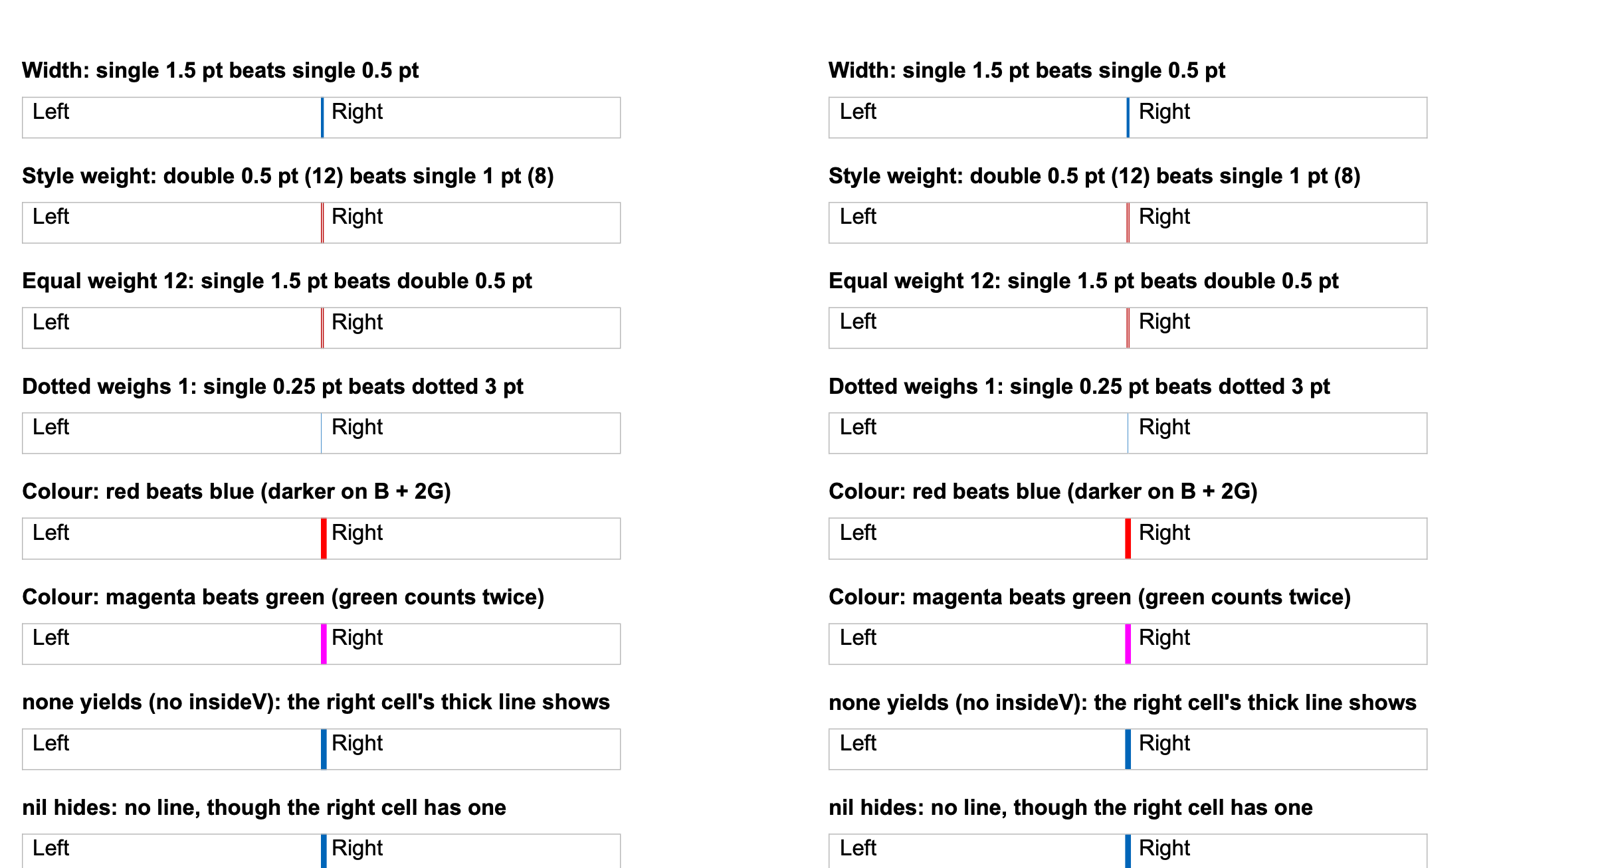 Width: single 1.5 pt beats single 0.5 pt
Left Right
Style weight: double 0.5 pt (12) beats single 1 pt (8)
Left Right
Equal weight 12: single 1.5 pt beats double 0.5 pt
Left Right
Dotted weighs 1: single 0.25 pt beats dotted 3 pt
Left Right
Colour: red beats blue (darker on B + 2G)
Left Right
Colour: magenta beats green (green counts twice)
Left Right
none yields (no insideV): the right cell's thick line shows
Left Right
nil hides: no line, though the right cell has one
Left Right
Width: single 1.5 pt beats single 0.5 pt
Left Right
Style weight: double 0.5 pt (12) beats single 1 pt (8)
Left Right
Equal weight 12: single 1.5 pt beats double 0.5 pt
Left Right
Dotted weighs 1: single 0.25 pt beats dotted 3 pt
Left Right
Colour: red beats blue (darker on B + 2G)
Left Right
Colour: magenta beats green (green counts twice)
Left Right
none yields (no insideV): the right cell's thick line shows
Left Right
nil hides: no line, though the right cell has one
Left Right